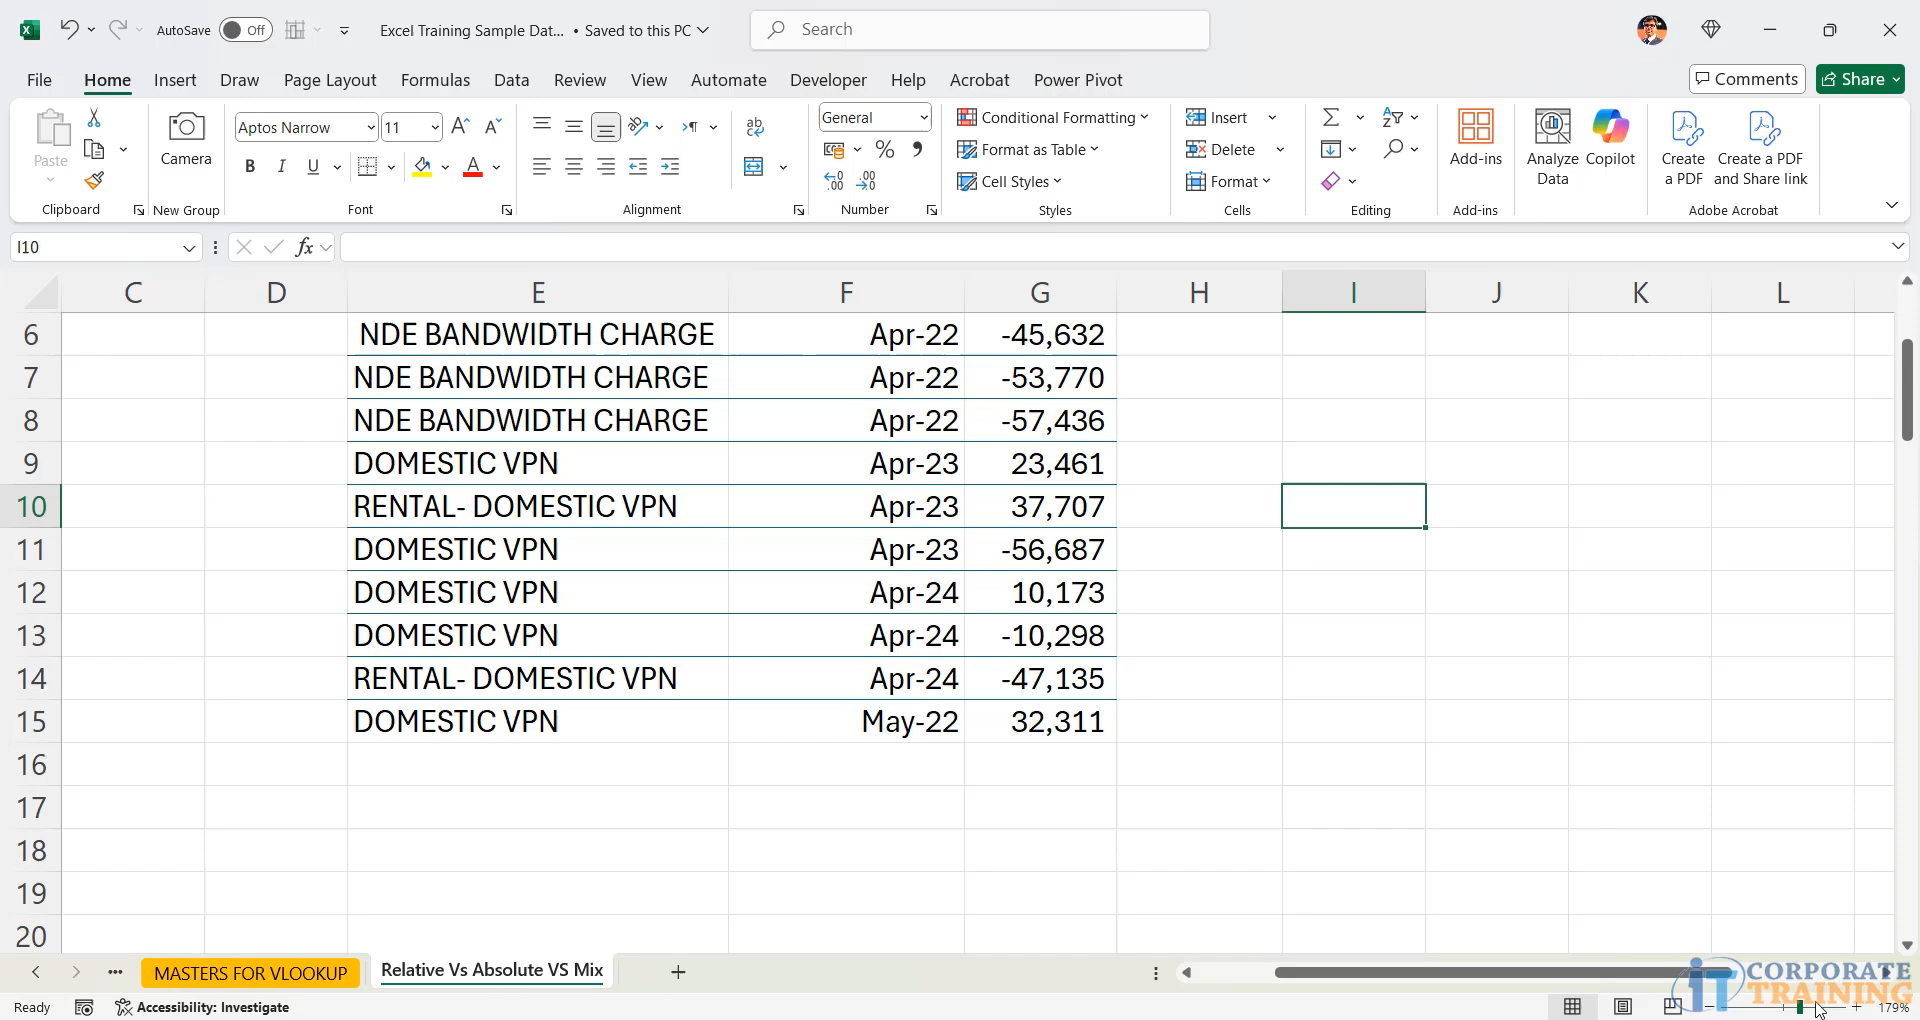 AutoSave Off Excel Training Sample Dat... • Saved to this PC Search
File Home Insert Draw Page Layout Formulas Data Review View Automate Developer Help Acrobat Power Pivot Comments Share
Paste Camera Aptos Narrow 11 General Conditional Formatting Format as Table Cell Styles Insert Delete Format Add-ins Analyze Data Copilot Create a PDF Create a PDF and Share link
Clipboard New Group Font Alignment Number Styles Cells Editing Add-ins Adobe Acrobat
I10 fx
C D E F G H I J K L
6 NDE BANDWIDTH CHARGE Apr-22 -45,632
7 NDE BANDWIDTH CHARGE Apr-22 -53,770
8 NDE BANDWIDTH CHARGE Apr-22 -57,436
9 DOMESTIC VPN Apr-23 23,461
10 RENTAL- DOMESTIC VPN Apr-23 37,707
11 DOMESTIC VPN Apr-23 -56,687
12 DOMESTIC VPN Apr-24 10,173
13 DOMESTIC VPN Apr-24 -10,298
14 RENTAL- DOMESTIC VPN Apr-24 -47,135
15 DOMESTIC VPN May-22 32,311
16
17
18
19
20
MASTERS FOR VLOOKUP Relative Vs Absolute VS Mix
Ready Accessibility: Investigate 179%
iT CORPORATE
TRAINING